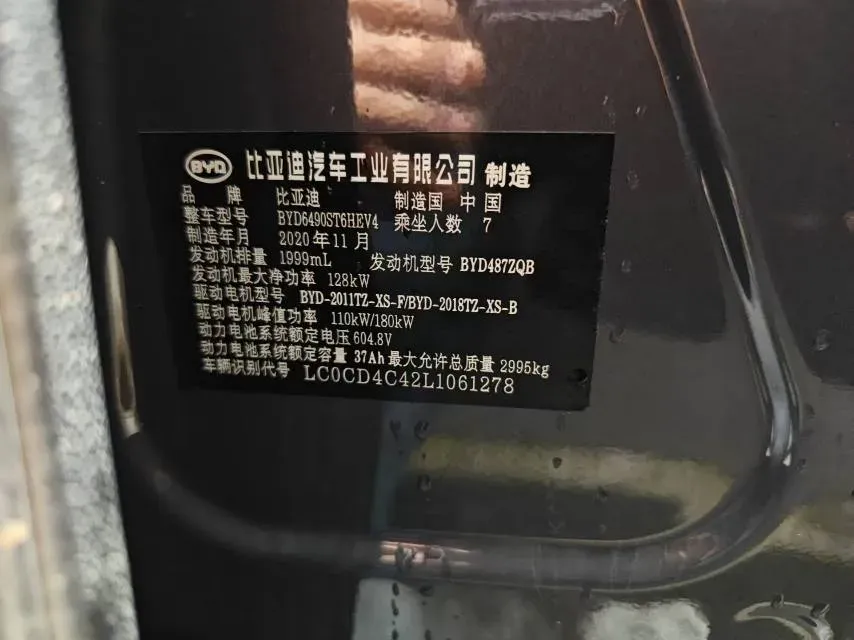 BYD 比亚迪汽车工业有限公司 制造
品 牌 比亚迪 制造国 中 国
整车型号 BYD6490ST6HEV4 乘坐人数 7
制造年月 2020 年 11 月
发动机排量 1999mL 发动机型号 BYD487ZQB
发动机最大净功率 128kW
驱动电机型号 BYD-2011TZ-XS-F/BYD-2018TZ-XS-B
驱动电机峰值功率 110kW/180kW
动力电池系统额定电压 604.8V
动力电池系统额定容量 37Ah 最大允许总质量 2995kg
车辆识别代号 LC0CD4C42L1061278